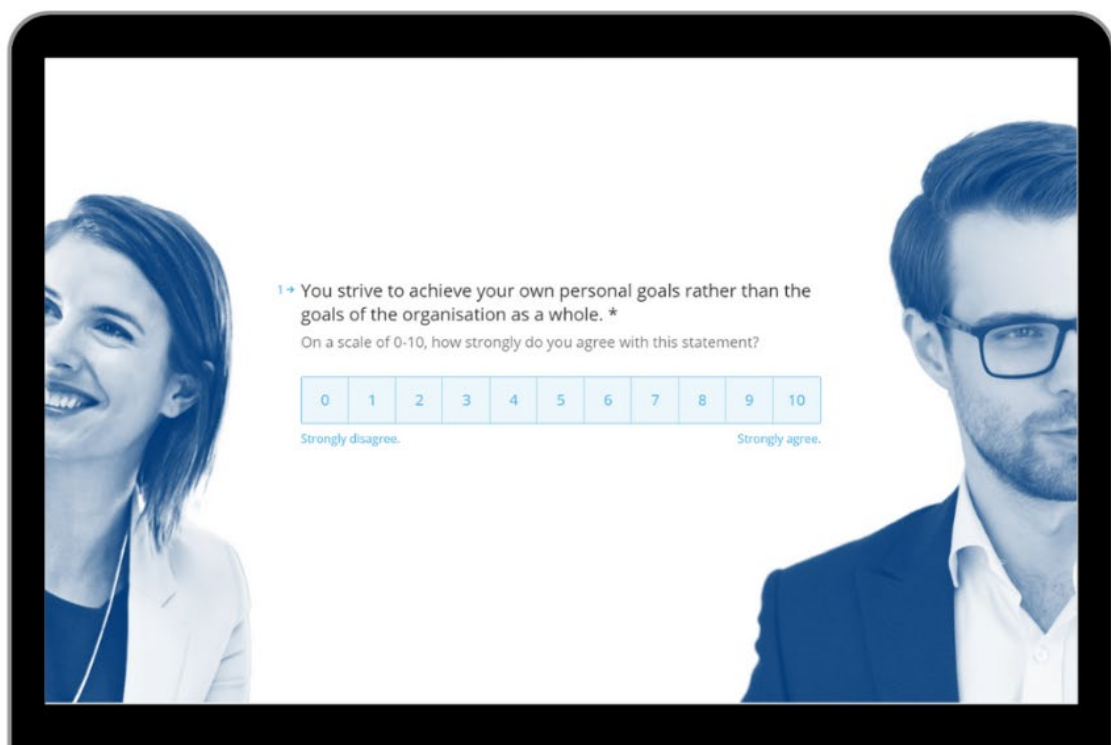 1→ You strive to achieve your own personal goals rather than the
goals of the organisation as a whole. *
On a scale of 0-10, how strongly do you agree with this statement?
0 1 2 3 4 5 6 7 8 9 10
Strongly disagree. Strongly agree.